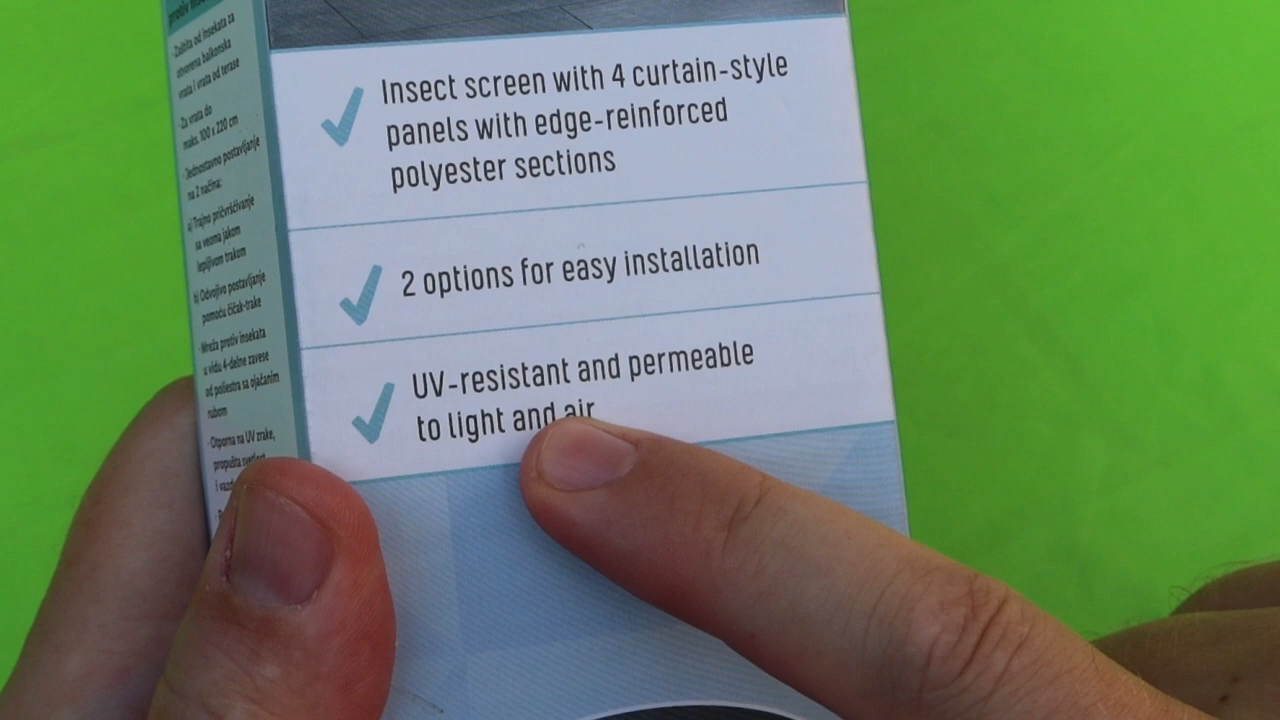 protiv
- Zaštita od insekata za
otvorena balkonska
vrata i vrata od terase
- Za vrata do
maks. 100 x 220 cm
- Jednostavno postavljanje
na 2 načina:
a) Trajno pričvršćivanje
sa veoma jakom
lepljivom trakom
b) Odvojivo postavljanje
pomoću čičak-trake
- Mreža protiv insekata
u vidu 4-delne zavese
od poliestra sa ojačanim
rubom
- Otporna na UV zrake,
propušta svetlost
i
Insect screen with 4 curtain-style
panels with edge-reinforced
polyester sections
2 options for easy installation
UV-resistant and permeable
to light and air